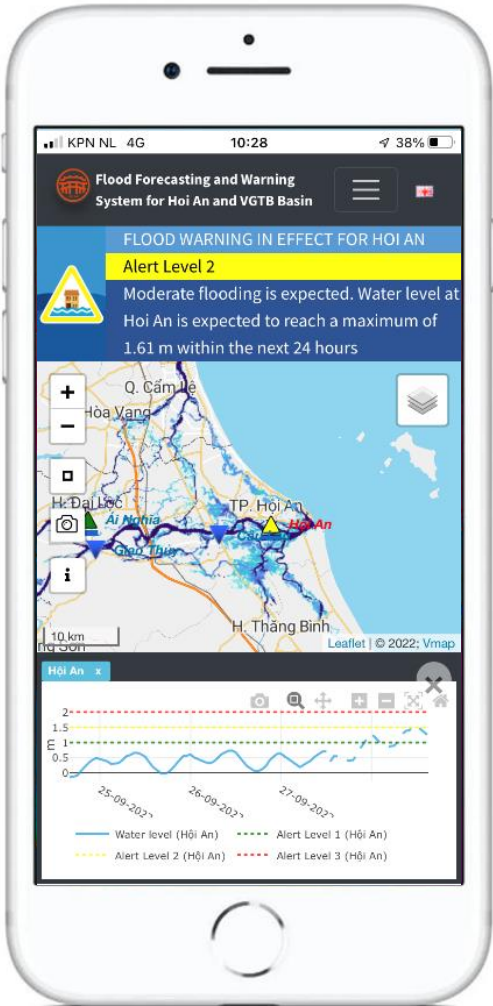 KPN NL 4G 10:28 38%
Flood Forecasting and Warning
System for Hoi An and VGTB Basin
FLOOD WARNING IN EFFECT FOR HOI AN
Alert Level 2
Moderate flooding is expected. Water level at
Hoi An is expected to reach a maximum of
1.61 m within the next 24 hours
+
−
i
Q. Cẩm Lệ
Hòa Vang
H. Đại Lộc
Ái Nghĩa
TP. Hội An
Hội An
Giao Thủy
H. Thăng Bình
10 km
Leaflet | © 2022; Vmap
Hội An x
2
1.5
1
0.5
0
m
25-09-202
26-09-202
27-09-202
Water level (Hội An)
Alert Level 1 (Hội An)
Alert Level 2 (Hội An)
Alert Level 3 (Hội An)